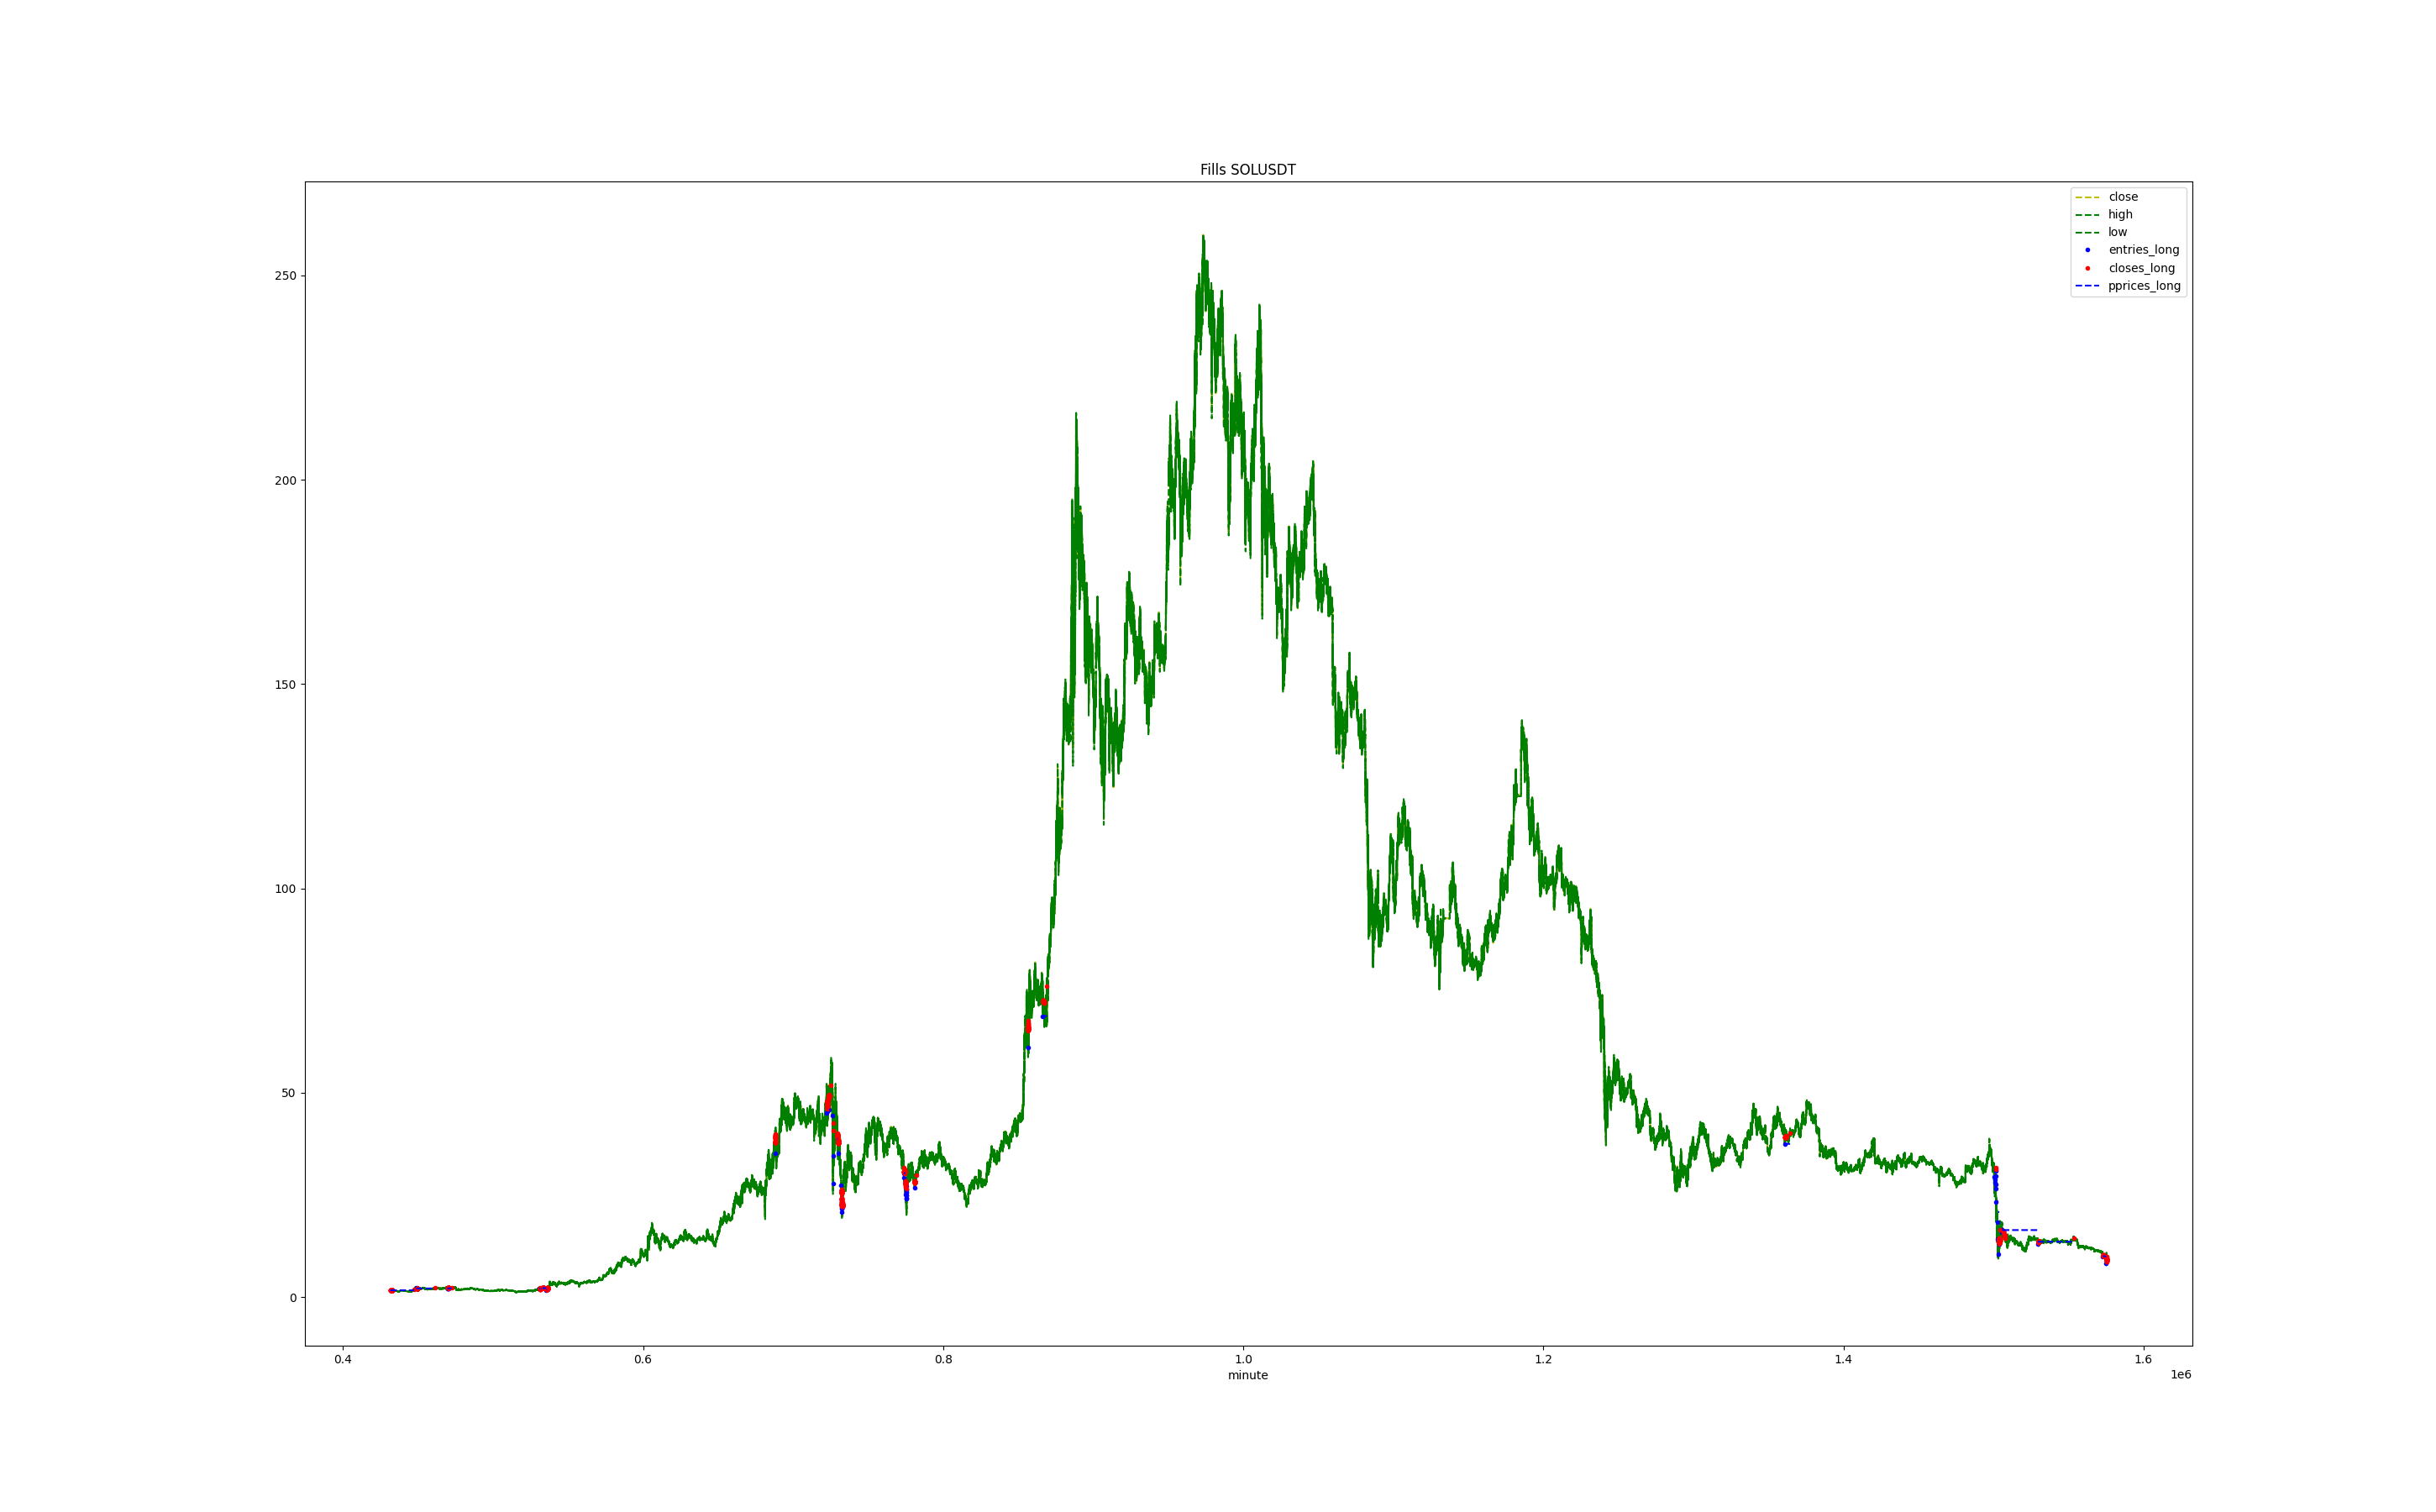 Fills SOLUSDT
close
high
low
entries_long
closes_long
pprices_long
250
200
150
100
50
0
0.4 0.6 0.8 1.0 1.2 1.4 1.6
minute
1e6